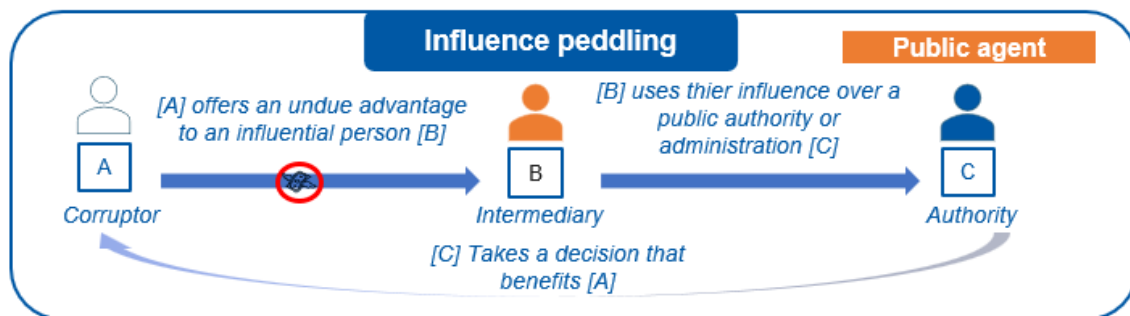 Influence peddling
Public agent
[A] offers an undue advantage
to an influential person [B]
[B] uses thier influence over a
public authority or
administration [C]
A
B
C
Corruptor
Intermediary
Authority
[C] Takes a decision that
benefits [A]